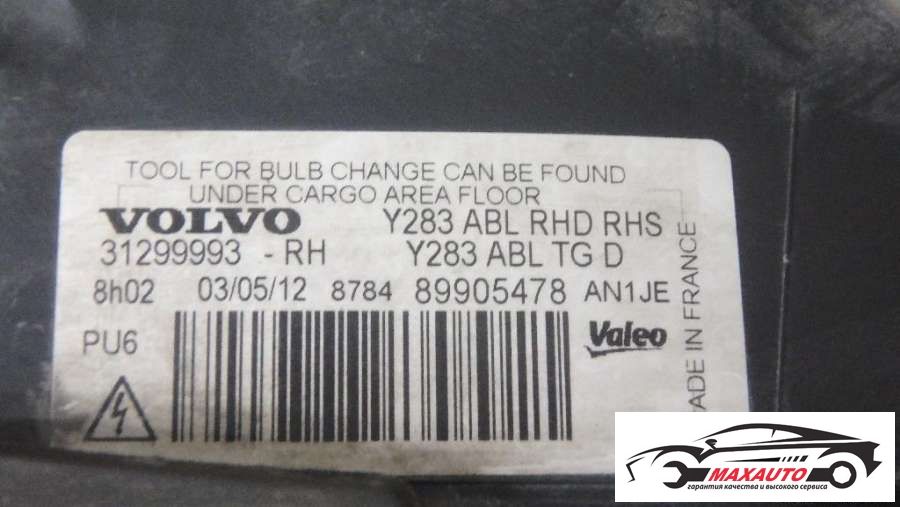 TOOL FOR BULB CHANGE CAN BE FOUND
UNDER CARGO AREA FLOOR
VOLVO Y283 ABL RHD RHS
31299993 - RH Y283 ABL TG D
8h02 03/05/12 8784 89905478 AN1JE
PU6
Valeo
IN FRANCE
MAXAUTO
гарантия качества и высокого сервиса